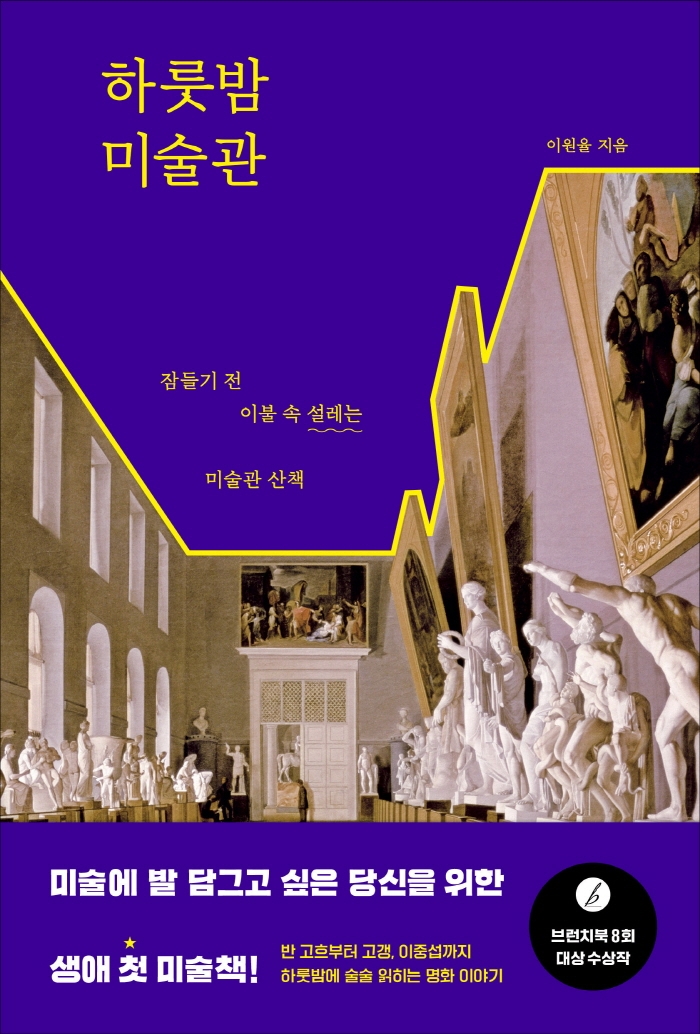 하룻밤
미술관
이원율 지음
잠들기 전
이불 속 설레는
미술관 산책
미술에 발 담그고 싶은 당신을 위한
생애 첫 미술책!
반 고흐부터 고갱, 이중섭까지
하룻밤에 술술 읽히는 명화 이야기
b
브런치북 8회
대상 수상작